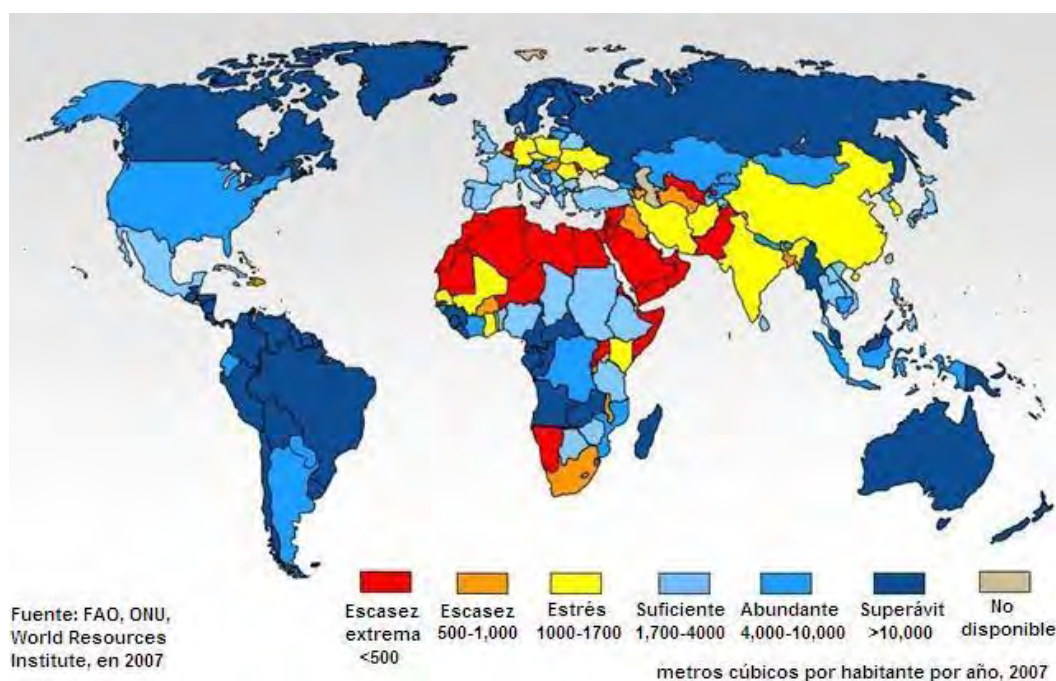 Escasez extrema <500
Escasez 500-1,000
Estrés 1000-1700
Suficiente 1,700-4000
Abundante 4,000-10,000
Superávit >10,000
No disponible
Fuente: FAO, ONU,
World Resources
Institute, en 2007
metros cúbicos por habitante por año, 2007